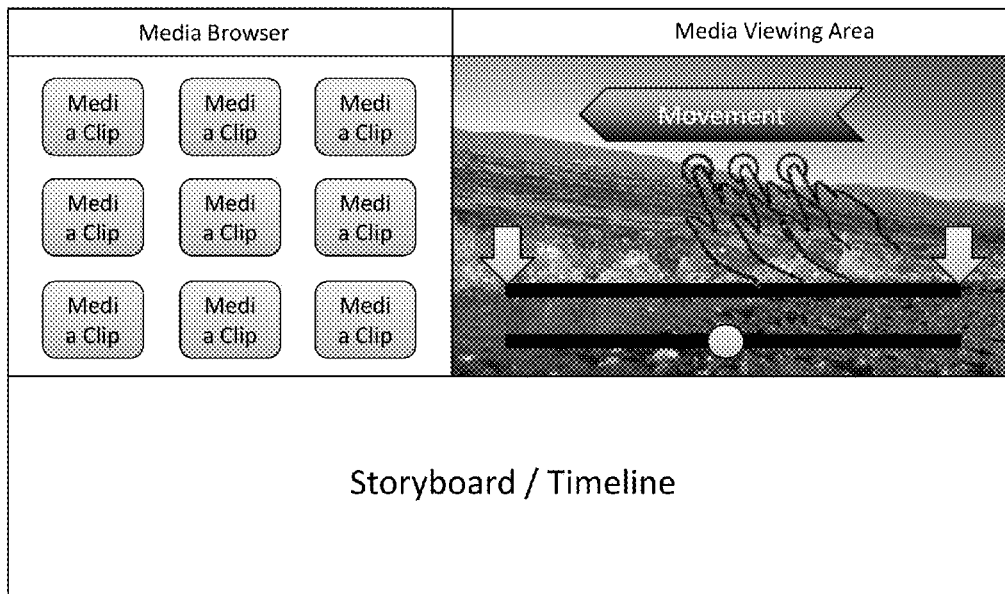 Media Browser
Media Viewing Area
Movement
Medi
a Clip
Medi
a Clip
Medi
a Clip
Medi
a Clip
Medi
a Clip
Medi
a Clip
Medi
a Clip
Medi
a Clip
Medi
a Clip
Storyboard / Timeline